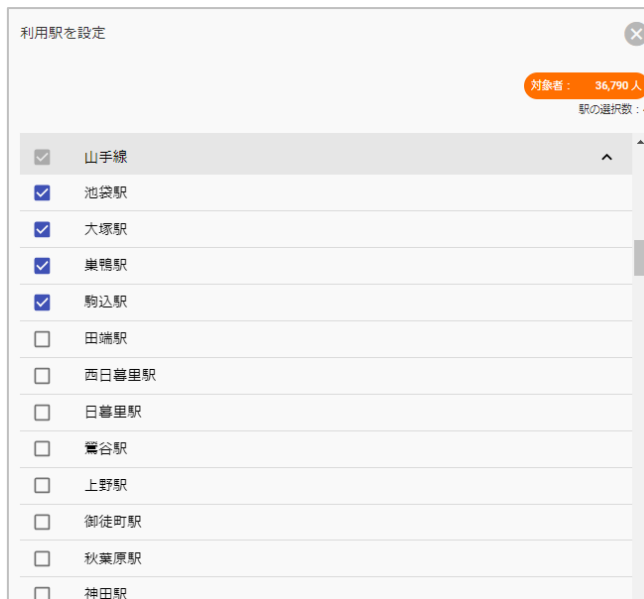 利用駅を設定
対象者： 36,790 人
駅の選択数：
山手線
池袋駅
大塚駅
巣鴨駅
駒込駅
田端駅
西日暮里駅
日暮里駅
鶯谷駅
上野駅
御徒町駅
秋葉原駅
神田駅